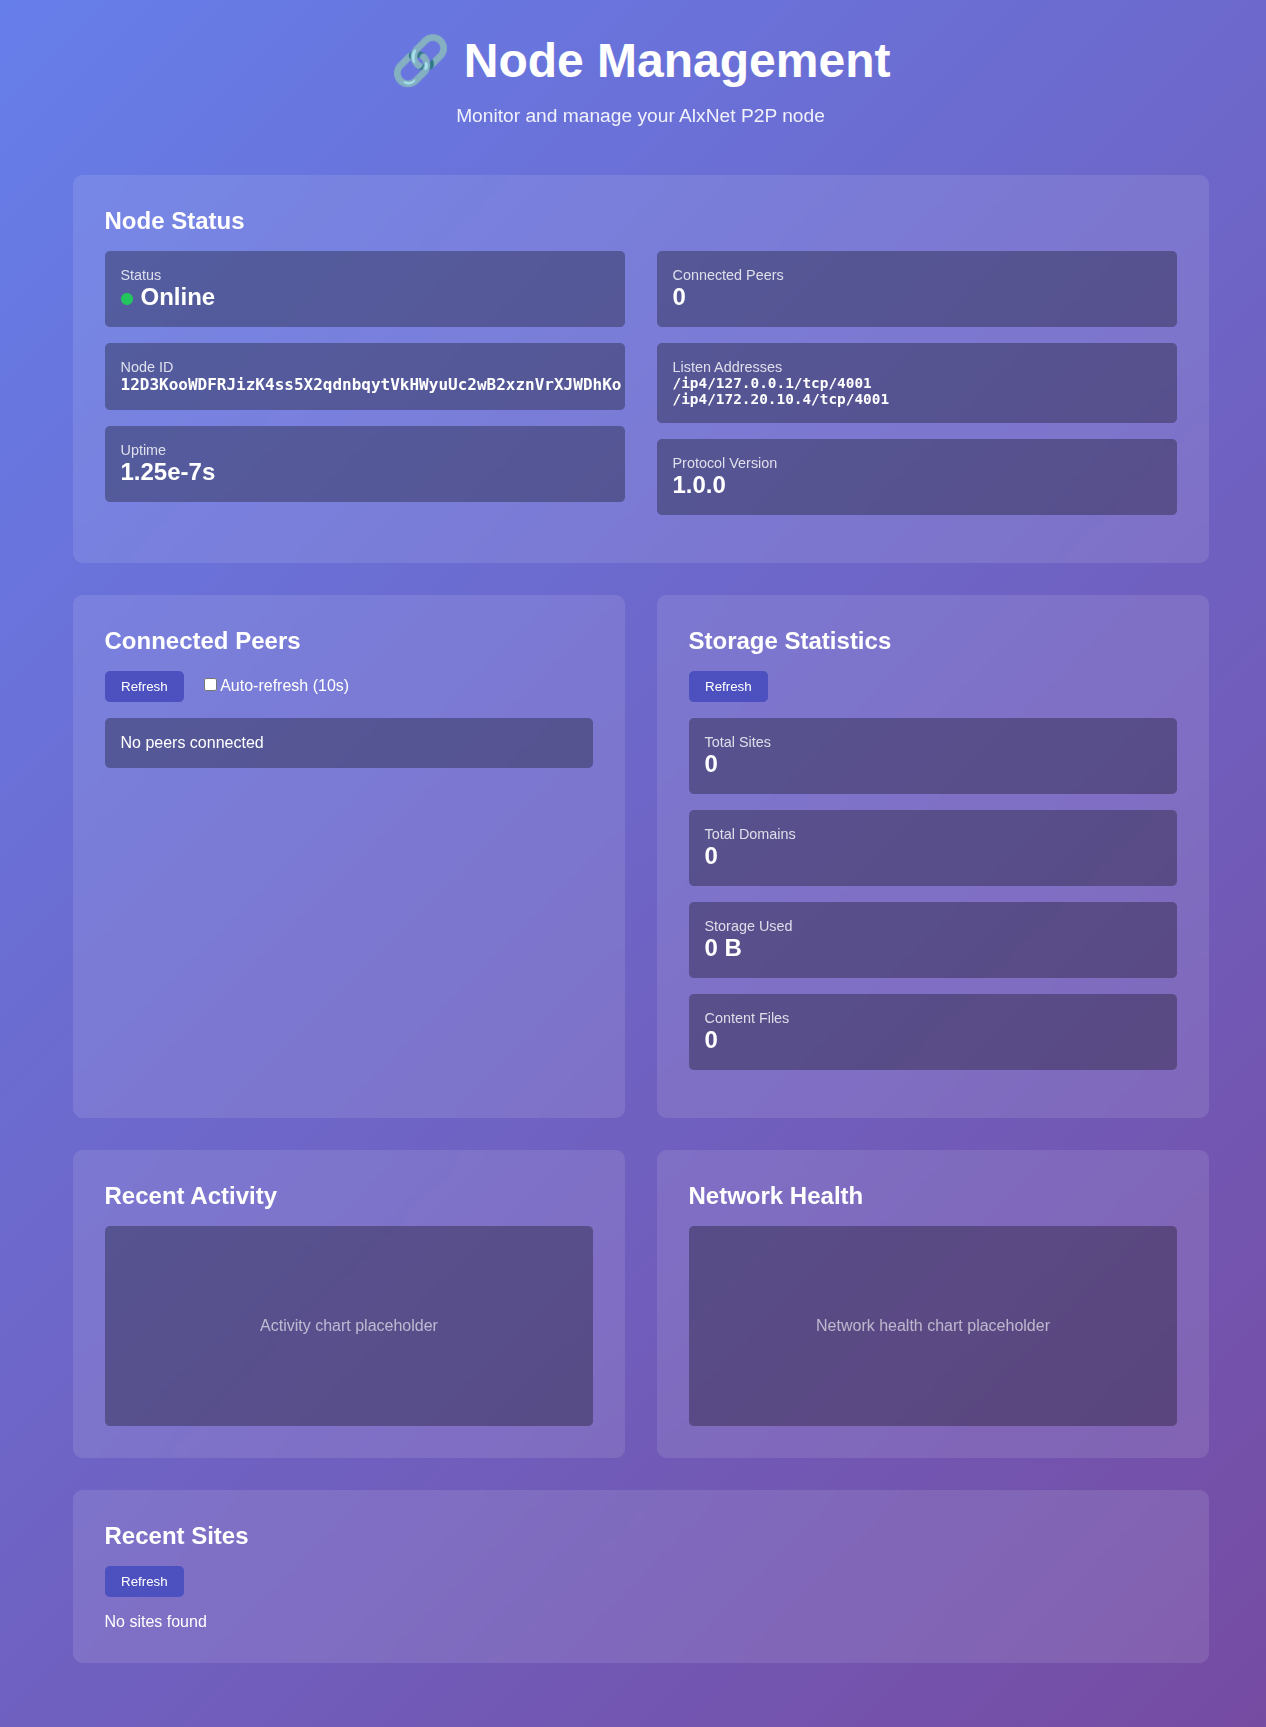 🔗 Node Management
Monitor and manage your AlxNet P2P node
Node Status
Status
Online
Node ID
12D3KooWDFRJizK4ss5X2qdnbqytVkHWyuUc2wB2xznVrXJWDhKo
Uptime
1.25e-7s
Connected Peers
0
Listen Addresses
/ip4/127.0.0.1/tcp/4001
/ip4/172.20.10.4/tcp/4001
Protocol Version
1.0.0
Connected Peers
Refresh
Auto-refresh (10s)
No peers connected
Storage Statistics
Refresh
Total Sites
0
Total Domains
0
Storage Used
0 B
Content Files
0
Recent Activity
Activity chart placeholder
Network Health
Network health chart placeholder
Recent Sites
Refresh
No sites found